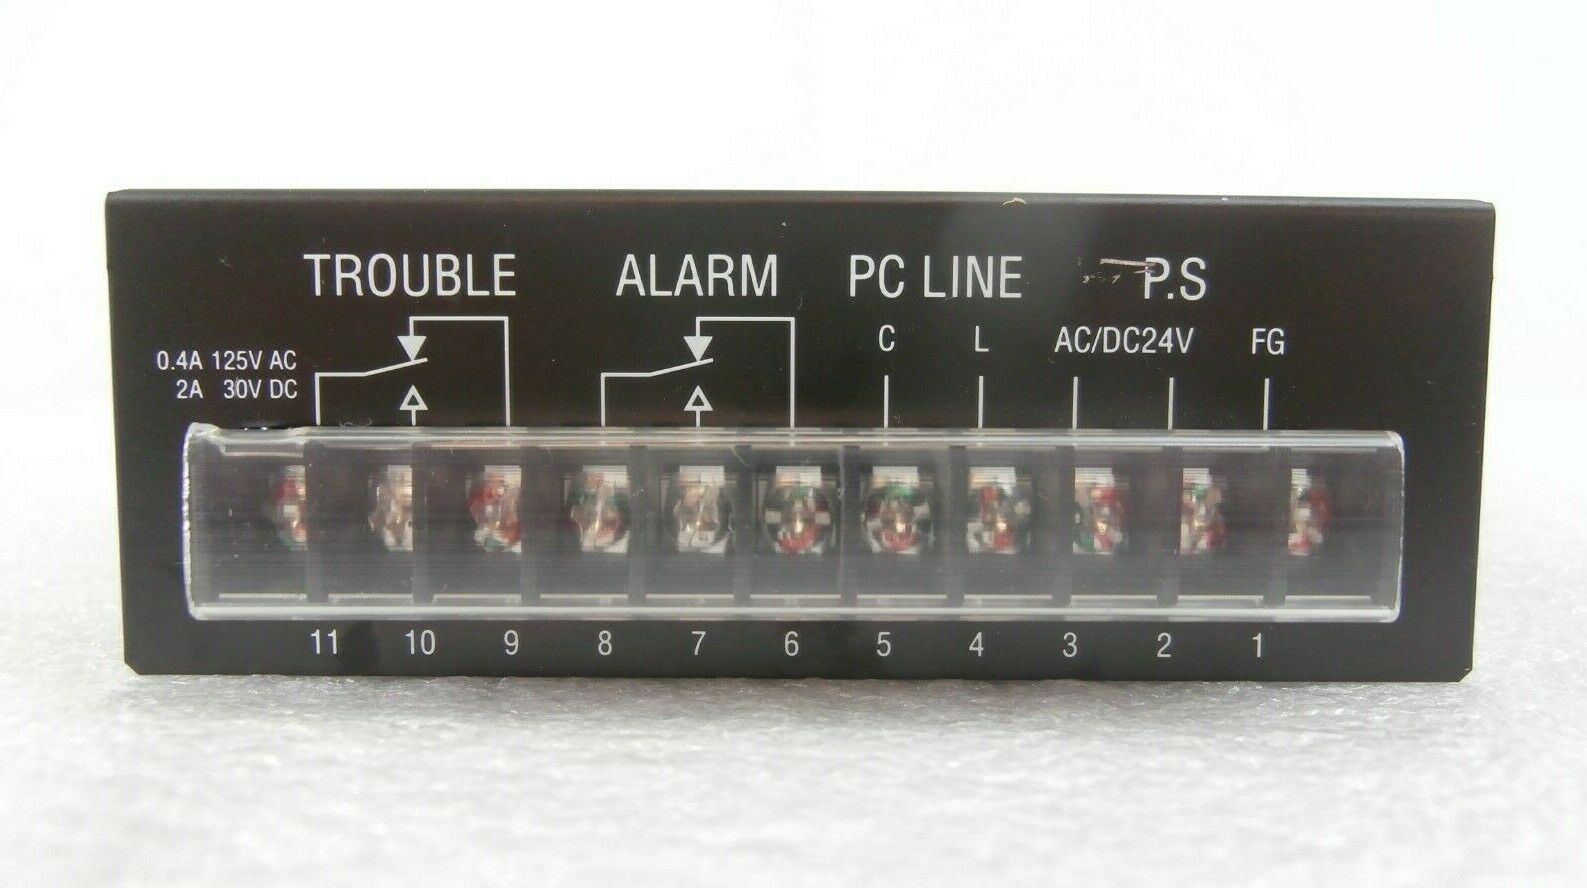 TROUBLE ALARM PC LINE P.S
C L AC/DC24V FG
0.4A 125V AC
2A 30V DC
11 10 9 8 7 6 5 4 3 2 1